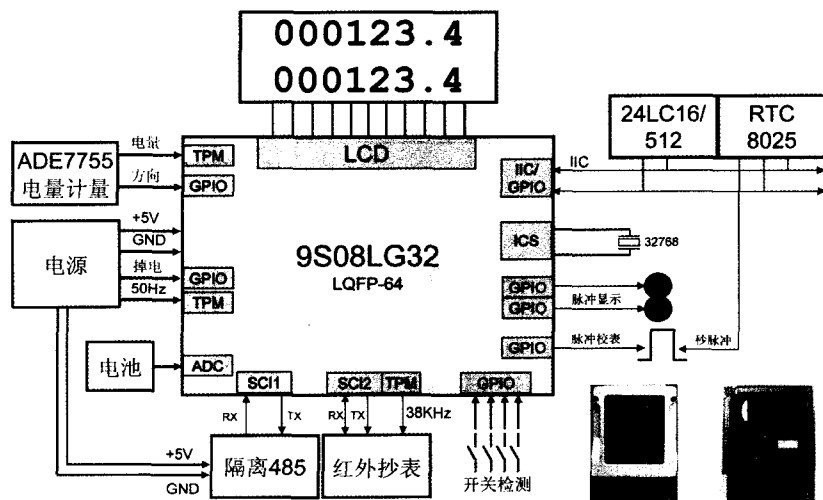 000123.4
000123.4
24LC16/
512
RTC
8025
LCD
电量
TPM
ADE7755
电量计量
方向
GPIO
IIC/
GPIO
IIC
+5V
GND
电源
掉电
GPIO
50Hz
TPM
9S08LG32
LQFP-64
ICS
32768
GPIO
GPIO
脉冲显示
GPIO
脉冲校表
秒脉冲
电池
ADC
SCI1
SCI2
TPM
GPIO
RX
TX
RX
TX
38KHz
+5V
GND
隔离485
红外抄表
开关检测